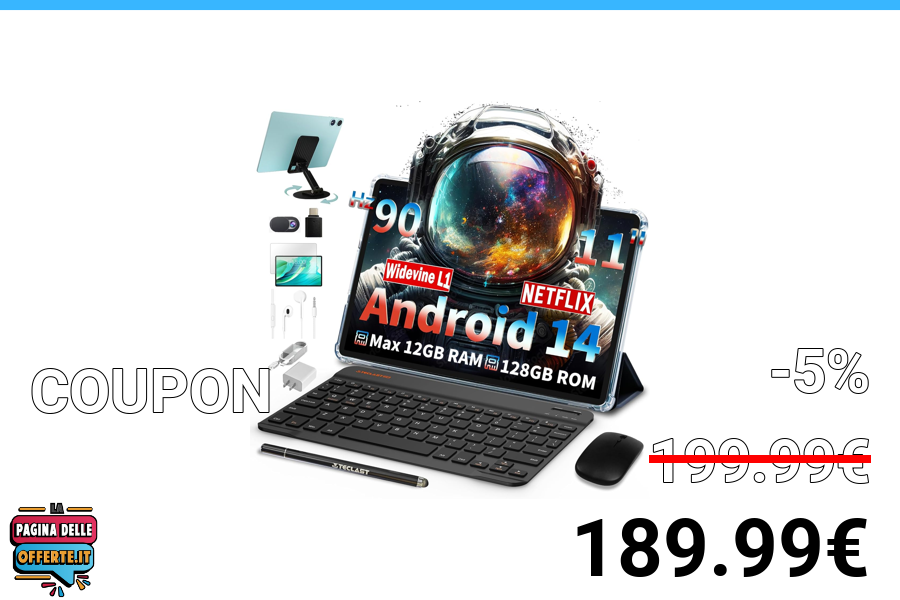 Hz 90
11"
Widevine L1
NETFLIX
Android 14
Max 12GB RAM 128GB ROM
COUPON
-5%
199.99€
TECLAST
189.99€
LA
PAGINA DELLE
OFFERTE.IT